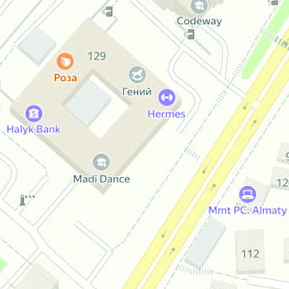 Codeway
129
Роза
Гений
Hermes
Halyk Bank
Madi Dance
Mmt PC. Almaty
112